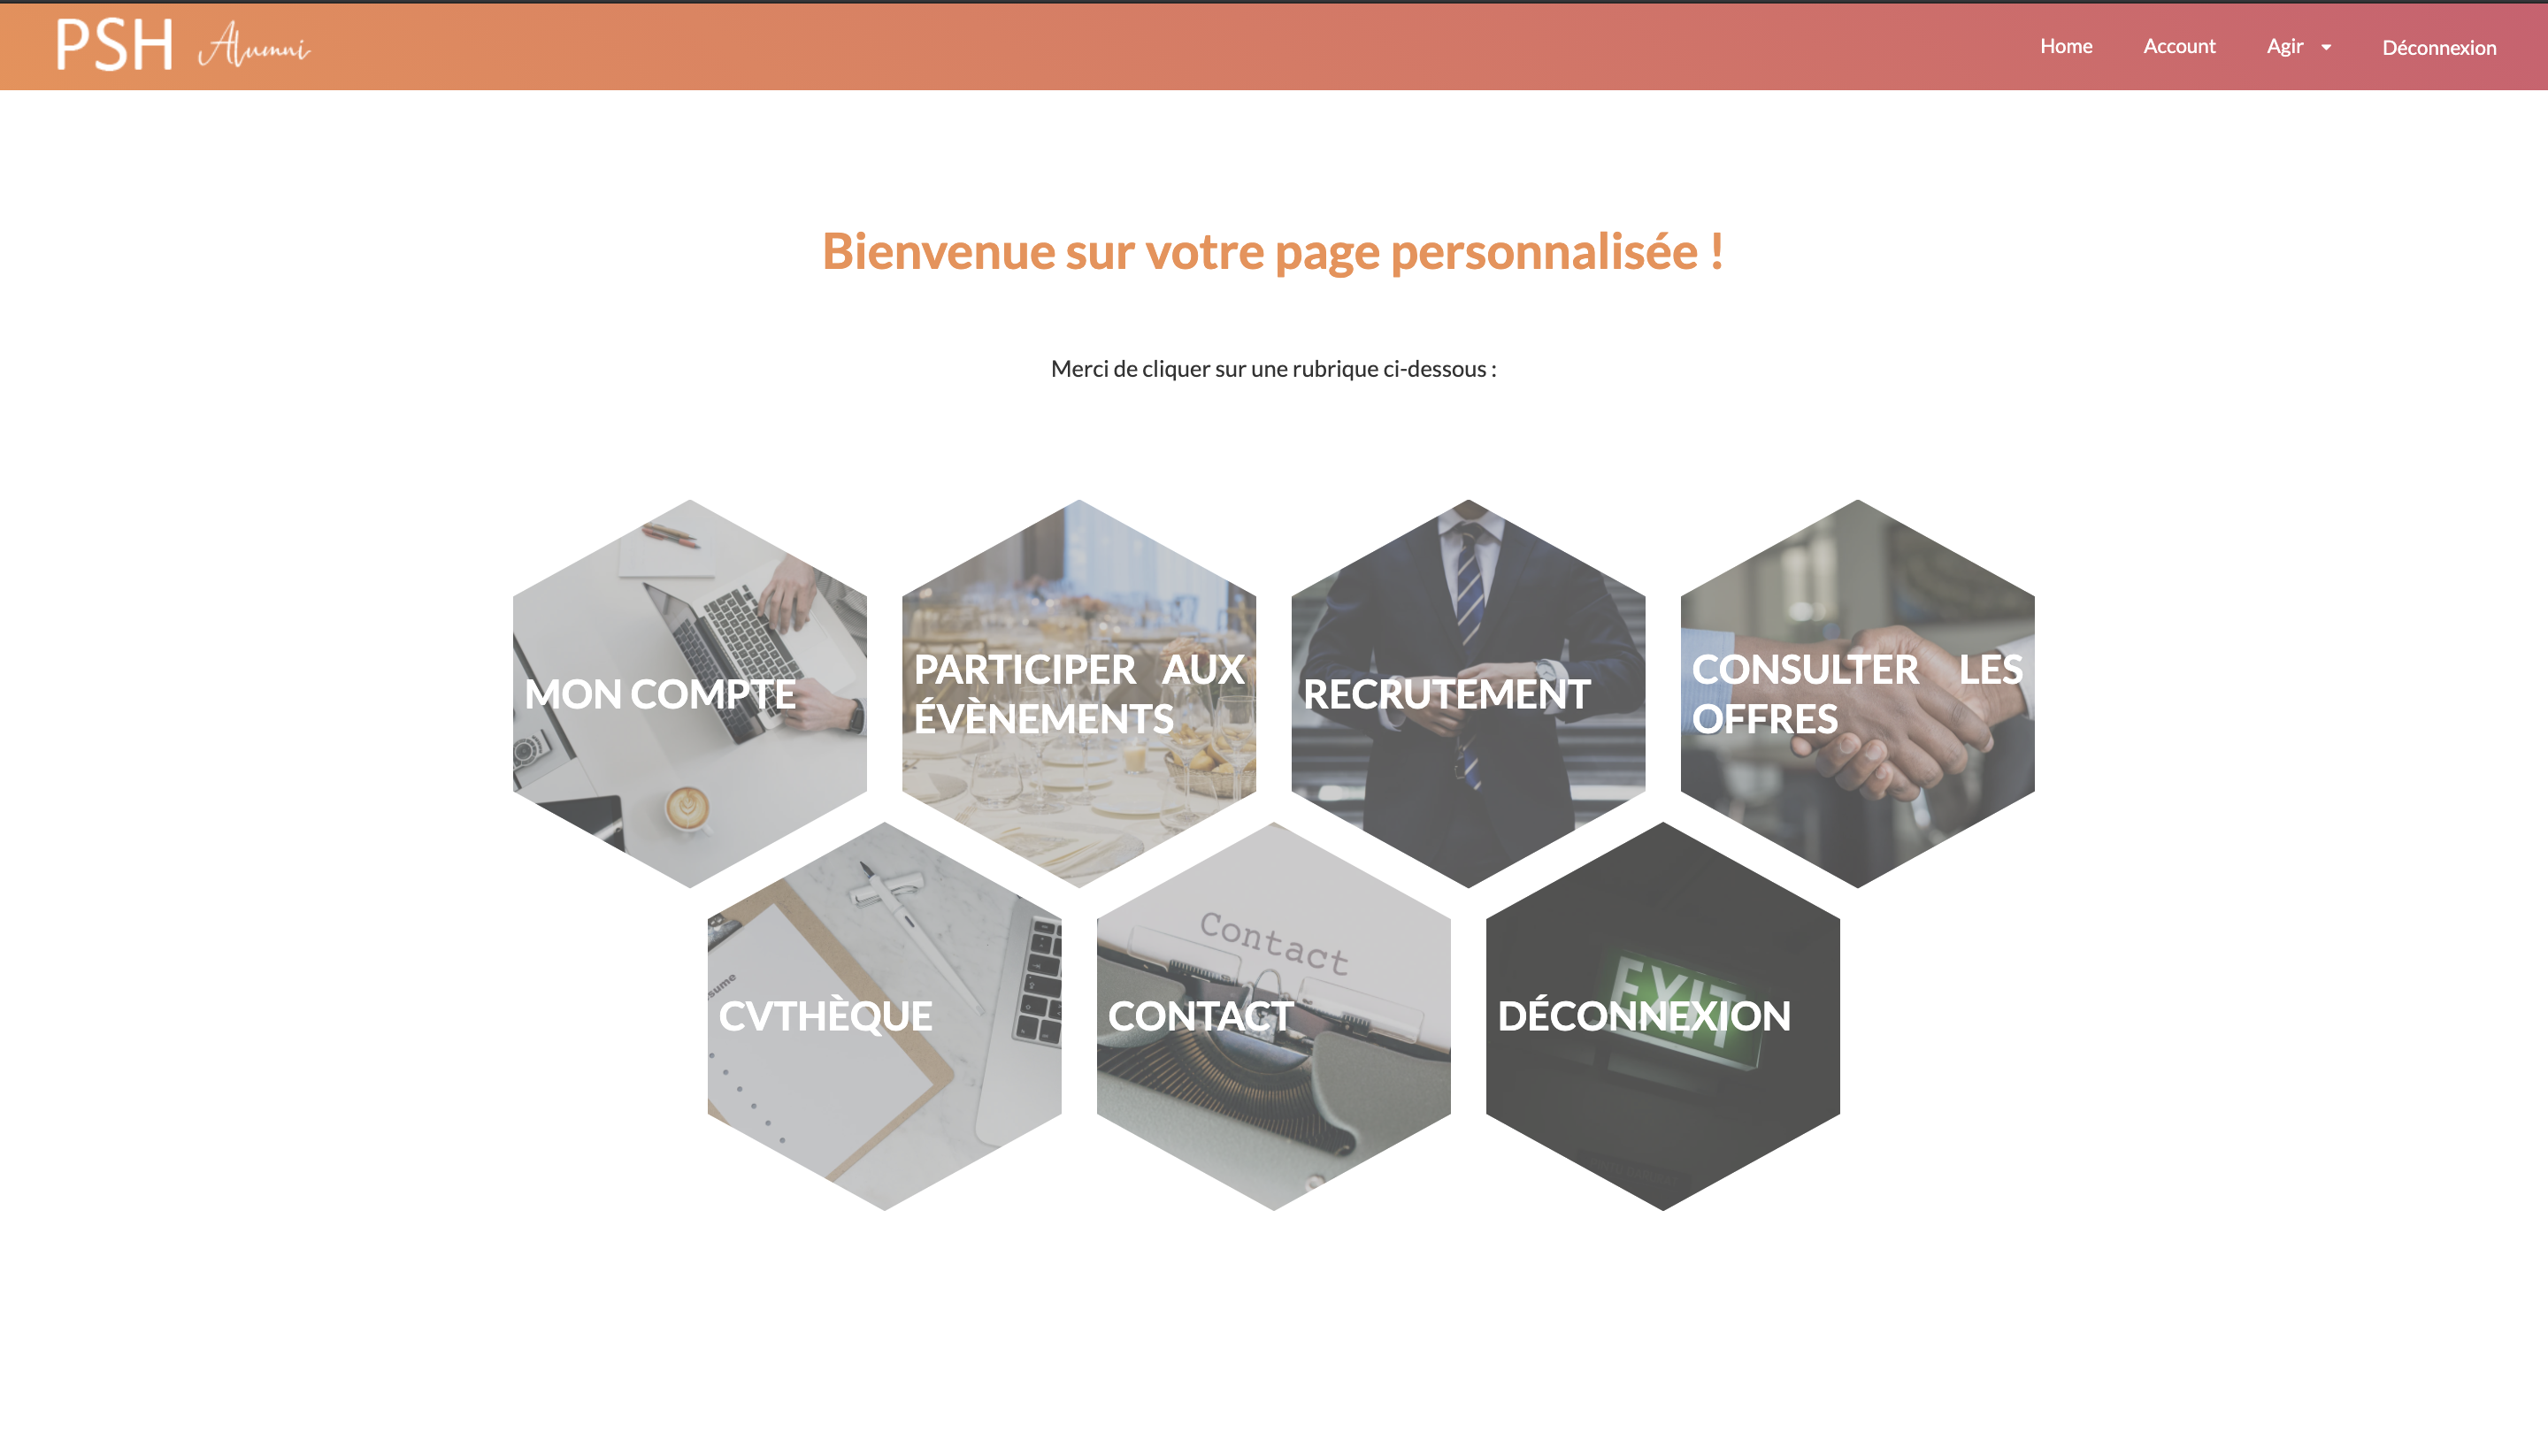 PSH Alumni
Home Account Agir Déconnexion
Bienvenue sur votre page personnalisée !
Merci de cliquer sur une rubrique ci-dessous :
MON COMPTE
PARTICIPER AUX
ÉVÈNEMENTS
RECRUTEMENT
CONSULTER LES
OFFRES
sume
CVTHÈQUE
Contact
CONTACT
EXIT
DÉCONNEXION